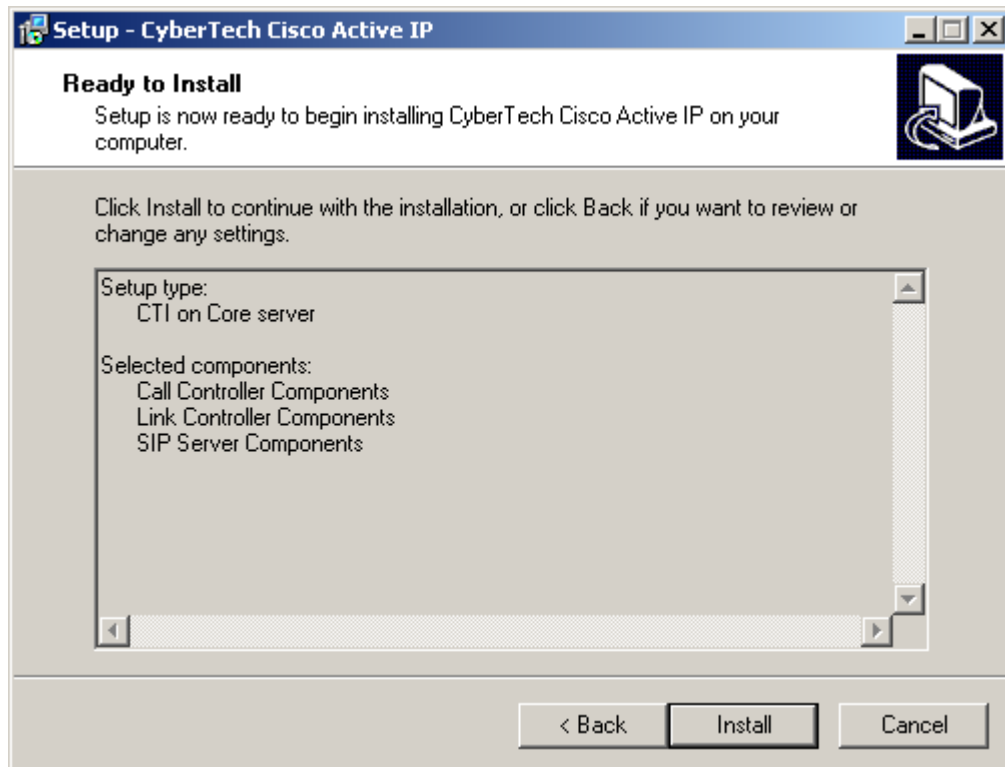 Setup - CyberTech Cisco Active IP
Ready to Install
Setup is now ready to begin installing CyberTech Cisco Active IP on your
computer.
Click Install to continue with the installation, or click Back if you want to review or
change any settings.
Setup type:
CTI on Core server
Selected components:
Call Controller Components
Link Controller Components
SIP Server Components
< Back
Install
Cancel